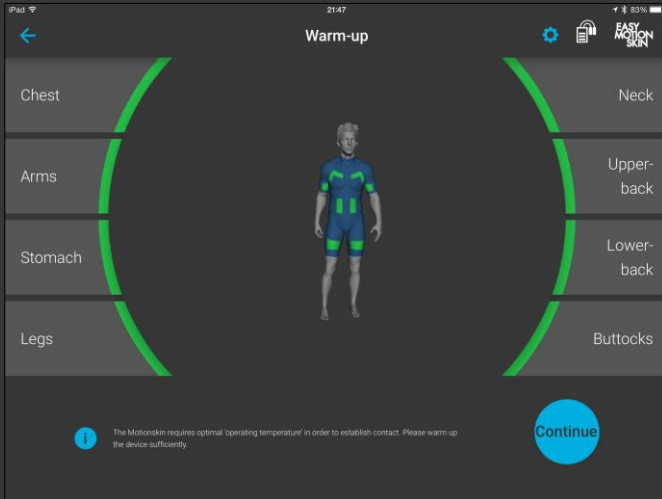 iPad
21:47
83%
Warm-up
EASY
MOTION
SKIN
Chest
Neck
Arms
Upper-
back
Stomach
Lower-
back
Legs
Buttocks
i
The Motionskin requires optimal 'operating temperature' in order to establish contact. Please warm up
the device sufficiently.
Continue